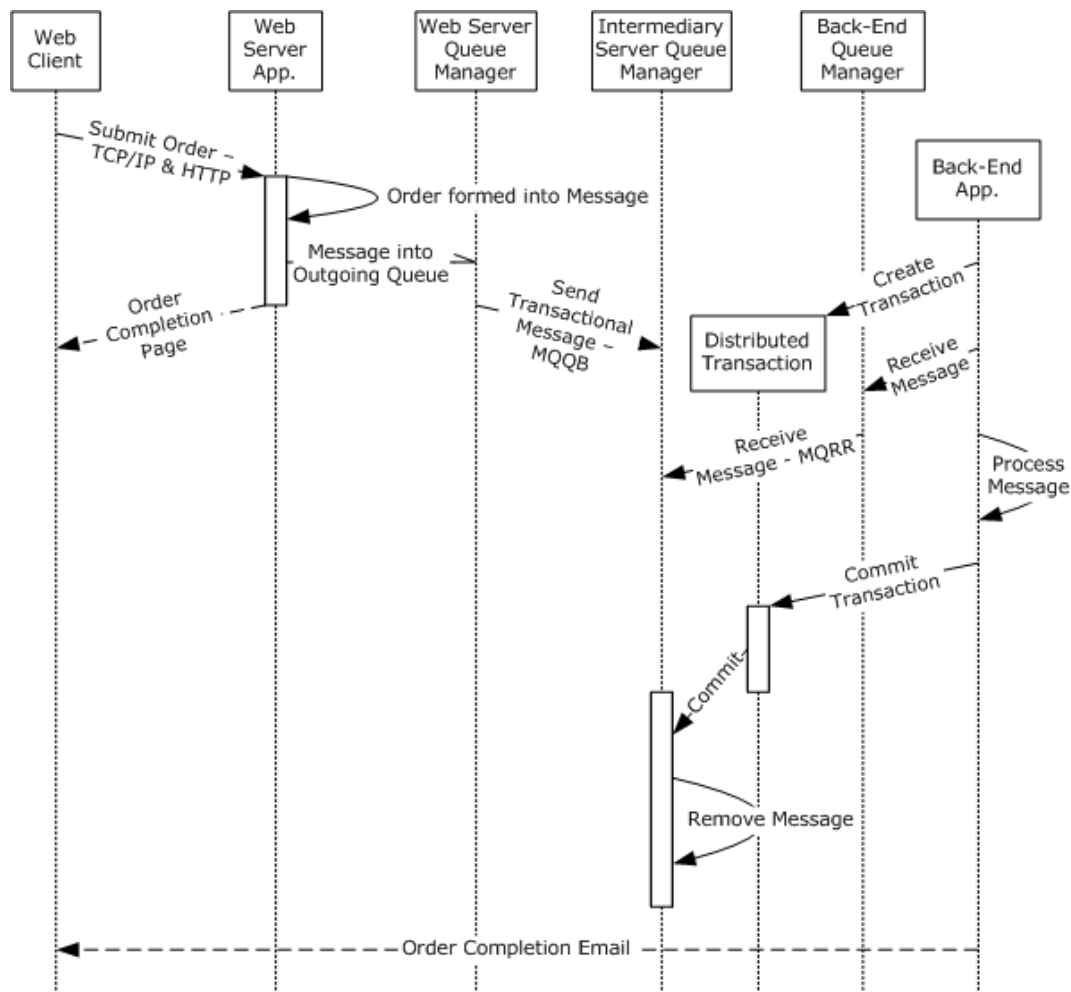 Web
Client
Web
Server
App.
Web Server
Queue
Manager
Intermediary
Server Queue
Manager
Back-End
Queue
Manager
Submit Order –
TCP/IP & HTTP
Back-End
App.
Order formed into Message
Message into
Outgoing Queue
Create
Transaction
Order
Completion
Page
Send
Transactional
Message –
MQQB
Distributed
Transaction
Receive
Message
Receive
Message - MQRR
Process
Message
Commit
Transaction
Commit
Remove Message
Order Completion Email